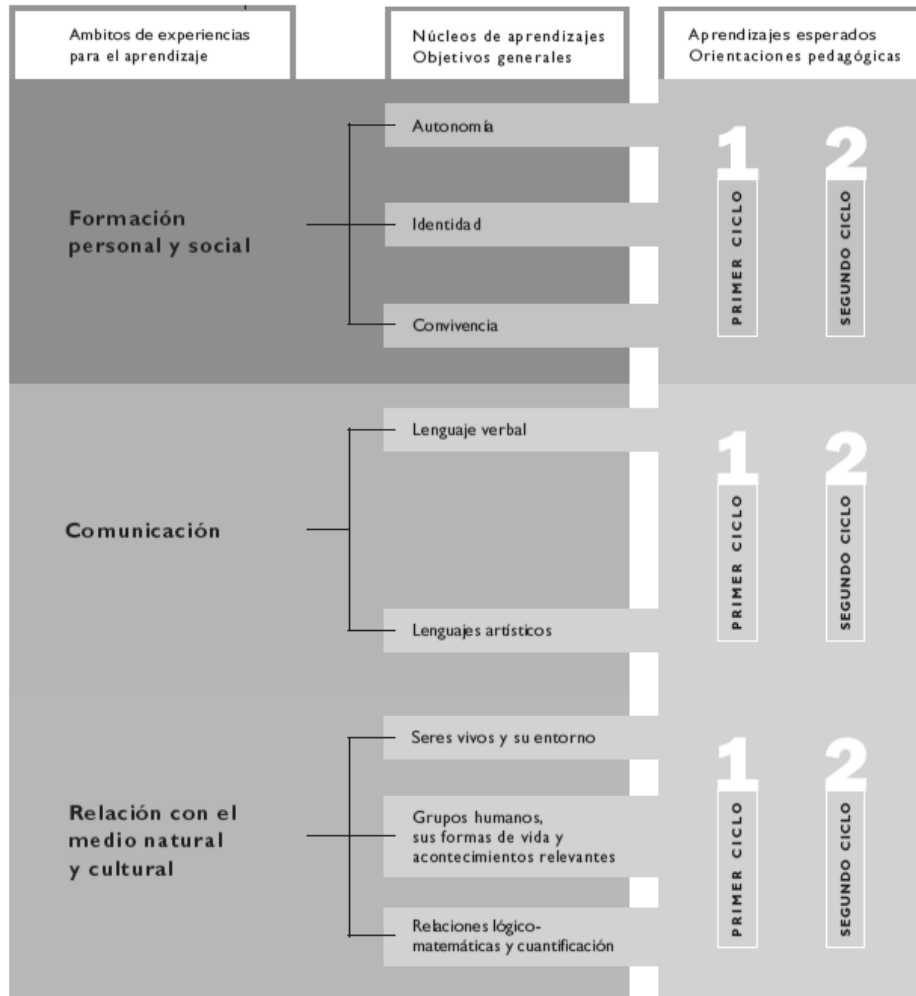 Ambitos de experiencias
para el aprendizaje
Núcleos de aprendizajes
Objetivos generales
Aprendizajes esperados
Orientaciones pedagógicas
Formación
personal y social
Autonomía
Identidad
Convivencia
1
PRIMER CICLO
2
SEGUNDO CICLO
Comunicación
Lenguaje verbal
Lenguajes artísticos
1
PRIMER CICLO
2
SEGUNDO CICLO
Relación con el
medio natural
y cultural
Seres vivos y su entorno
Grupos humanos,
sus formas de vida y
acontecimientos relevantes
Relaciones lógico-
matemáticas y cuantificación
1
PRIMER CICLO
2
SEGUNDO CICLO